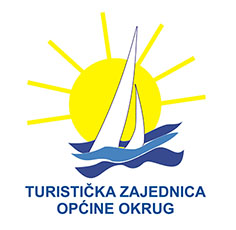 TURISTIČKA ZAJEDNICA
OPĆINE OKRUG